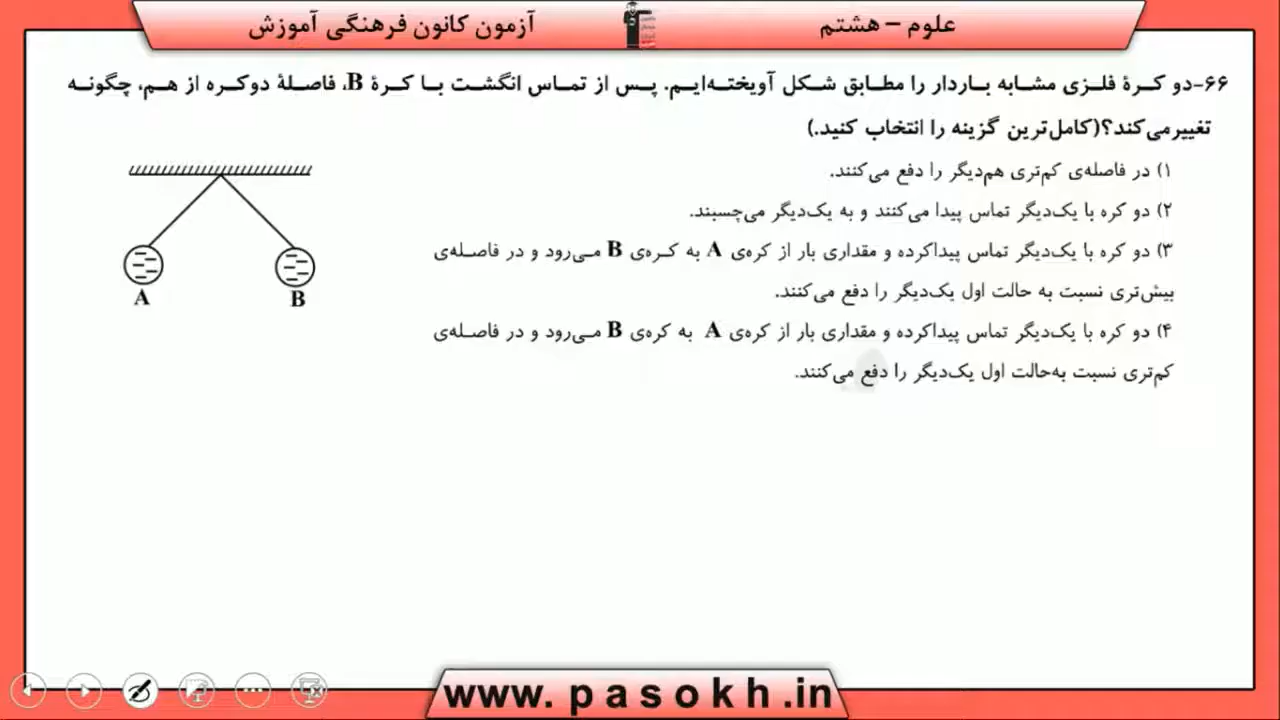 علوم – هشتم
آزمون کانون فرهنگی آموزش
۶۶-دو کرهٔ فلزی مشابه باردار را مطابق شکل آویخته‌ایم. پس از تماس انگشت با کرهٔ B، فاصلهٔ دوکره از هم، چگونه
تغییرمی‌کند؟(کامل‌ترین گزینه را انتخاب کنید.)
۱) در فاصله‌ی کم‌تری هم‌دیگر را دفع می‌کنند.
۲) دو کره با یک‌دیگر تماس پیدا می‌کنند و به یک‌دیگر می‌چسبند.
۳) دو کره با یک‌دیگر تماس پیداکرده و مقداری بار از کره‌ی A به کره‌ی B می‌رود و در فاصله‌ی
بیش‌تری نسبت به حالت اول یک‌دیگر را دفع می‌کنند.
۴) دو کره با یک‌دیگر تماس پیداکرده و مقداری بار از کره‌ی A به کره‌ی B می‌رود و در فاصله‌ی
کم‌تری نسبت به‌حالت اول یک‌دیگر را دفع می‌کنند.
A
B
www. p a s o k h .in